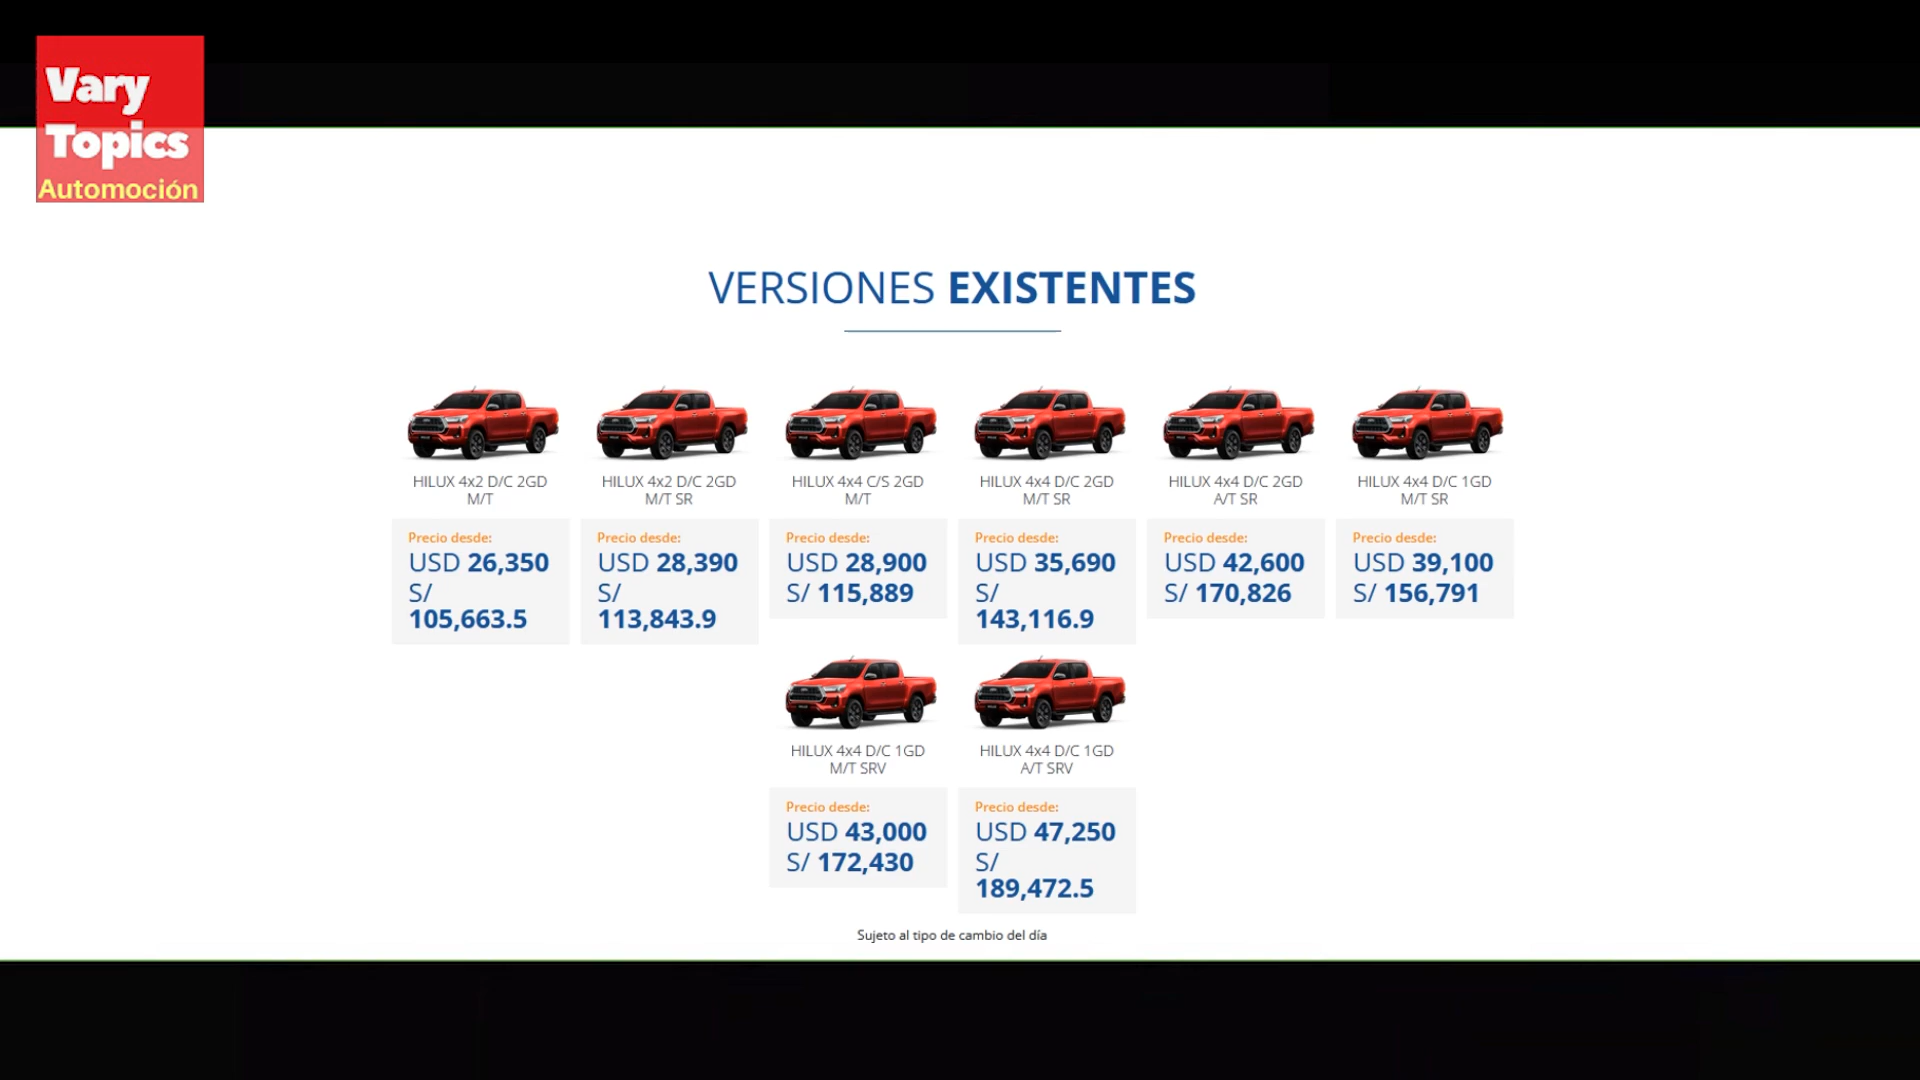 Vary
Topics
Automoción
VERSIONES EXISTENTES
HILUX 4x2 D/C 2GD
M/T
Precio desde:
USD 26,350
S/
105,663.5
HILUX 4x2 D/C 2GD
M/T SR
Precio desde:
USD 28,390
S/
113,843.9
HILUX 4x4 C/S 2GD
M/T
Precio desde:
USD 28,900
S/ 115,889
HILUX 4x4 D/C 2GD
M/T SR
Precio desde:
USD 35,690
S/
143,116.9
HILUX 4x4 D/C 2GD
A/T SR
Precio desde:
USD 42,600
S/ 170,826
HILUX 4x4 D/C 1GD
M/T SR
Precio desde:
USD 39,100
S/ 156,791
HILUX 4x4 D/C 1GD
M/T SRV
Precio desde:
USD 43,000
S/ 172,430
HILUX 4x4 D/C 1GD
A/T SRV
Precio desde:
USD 47,250
S/
189,472.5
Sujeto al tipo de cambio del día